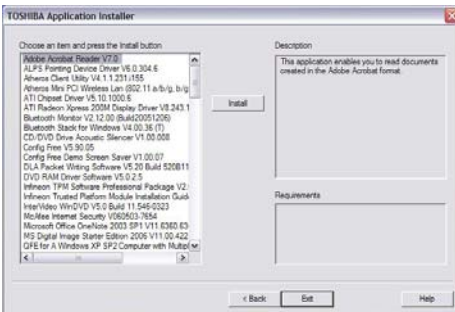 TOSHIBA Application Installer
Choose an item and press the Install button
Adobe Acrobat Reader V7.0
ALPS Pointing Device Driver V6.0.304.6
Atheros Client Utility V4.1.1.231/155
Atheros Mini PCI Wireless Lan (802.11 a/b/g, b/g
ATI Chipset Driver V5.10.1000.6
ATI Radeon Xpress 200M Display Driver V8.243.1
Bluetooth Monitor V2.12.00 (Build20051206)
Bluetooth Stack for Windows V4.00.36 (T)
CD/DVD Drive Acoustic Silencer V1.00.008
Config Free V5.90.05
Config Free Demo Screen Saver V1.00.07
DLA Packet Writing Software V5.20 Build 520B11
DVD RAM Driver Software V5.0.2.5
Infineon TPM Software Professional Package V2.
Infineon Trusted Platform Module Installation Guide
InterVideo WinDVD V5.0 Build 11.546-0323
McAfee Internet Security V060503-7654
Microsoft Office OneNote 2003 SP1 V11.6360.63
MS Digital Image Starter Edition 2006 V11.00.422
QFE for A Windows XP SP2 Computer with Multipl
Install
Description
This application enables you to read documents
created in the Adobe Acrobat format.
Requirements
< Back
Exit
Help